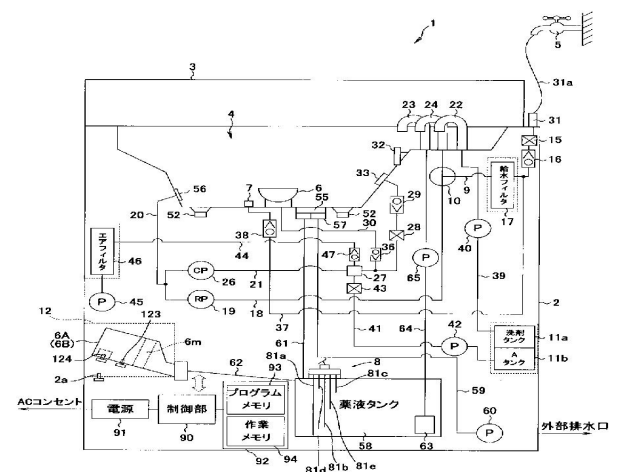 1
3
5
23
24
22
31a
31
4
32
15
16
33
給水フィルタ
9
10
17
56
7
6
55
29
20
52
57
52
30
28
40
38
47
36
エアフィルタ
46
44
CP
26
21
27
43
P
65
P
39
P
45
RP
19
18
37
41
64
42
P
2
洗剤タンク
11a
Aタンク
11b
12
6A
(6B)
123
6m
124
2a
62
61
81a
8
81c
59
93
プログラムメモリ
薬液タンク
P
60
ACコンセント
電源
91
制御部
90
作業メモリ
94
92
58
63
外部排水口
81d
81b
81e